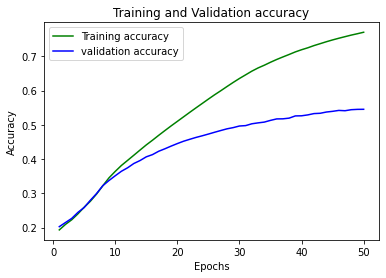 Training and Validation accuracy
Training accuracy
validation accuracy
0.7
0.6
0.5
0.4
0.3
0.2
Accuracy
0 10 20 30 40 50
Epochs